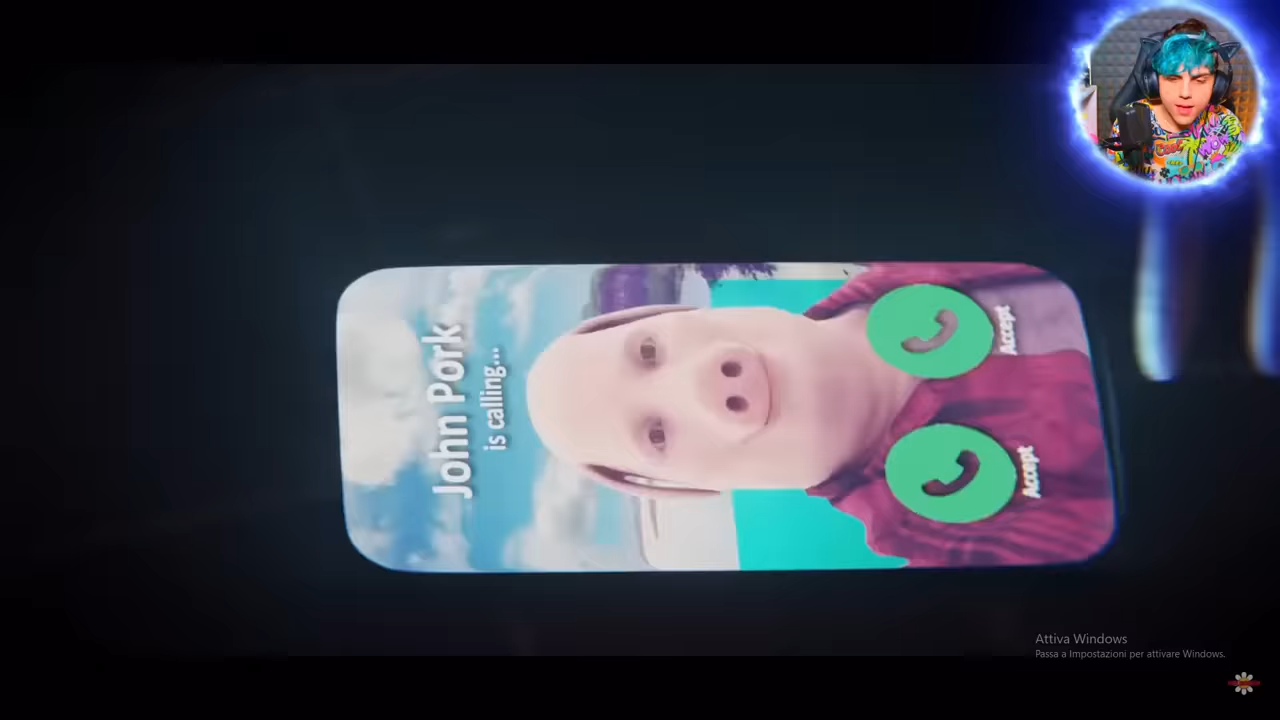 John Pork
is calling...
Accept
Accept
Attiva Windows
Passa a Impostazioni per attivare Windows.